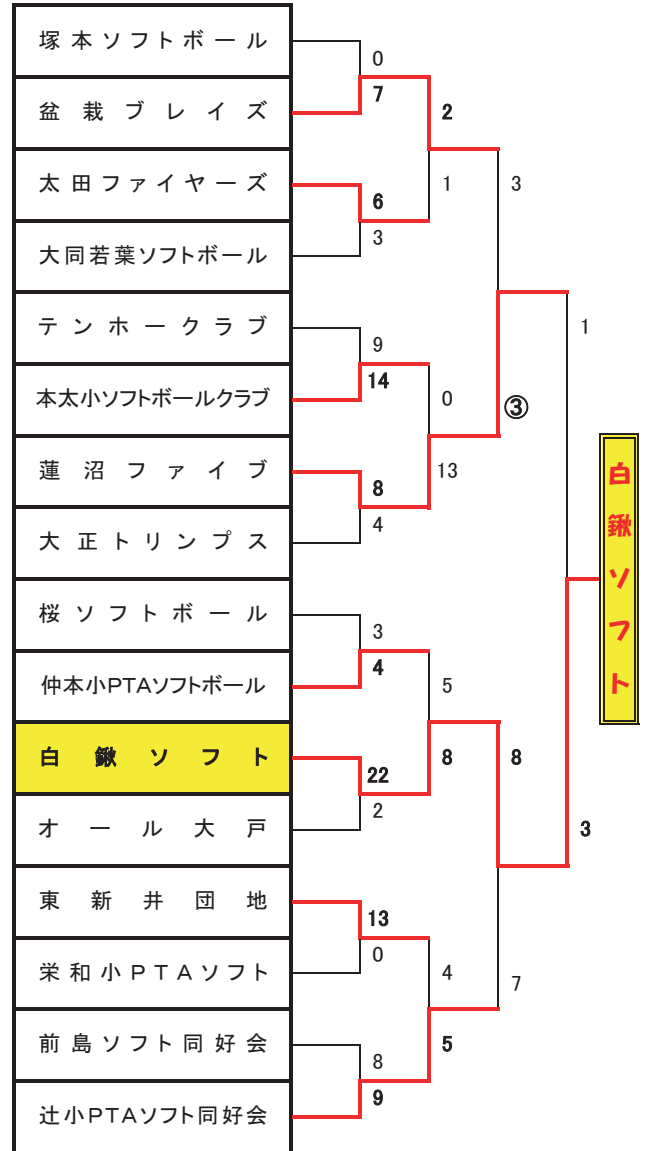 塚本ソフトボール
0
7
盆栽ブレイズ
2
太田ファイヤーズ
1
3
6
3
大同若葉ソフトボール
テンホークラブ
9
1
14
本太小ソフトボールクラブ
0
③
蓮沼ファイブ
13
8
4
大正トリンプス
白鍬ソフト
桜ソフトボール
3
4
仲本小PTAソフトボール
5
白鍬ソフト
8
8
22
2
オール大戸
3
東新井団地
13
0
栄和小PTAソフト
4
7
前島ソフト同好会
5
8
9
辻小PTAソフト同好会